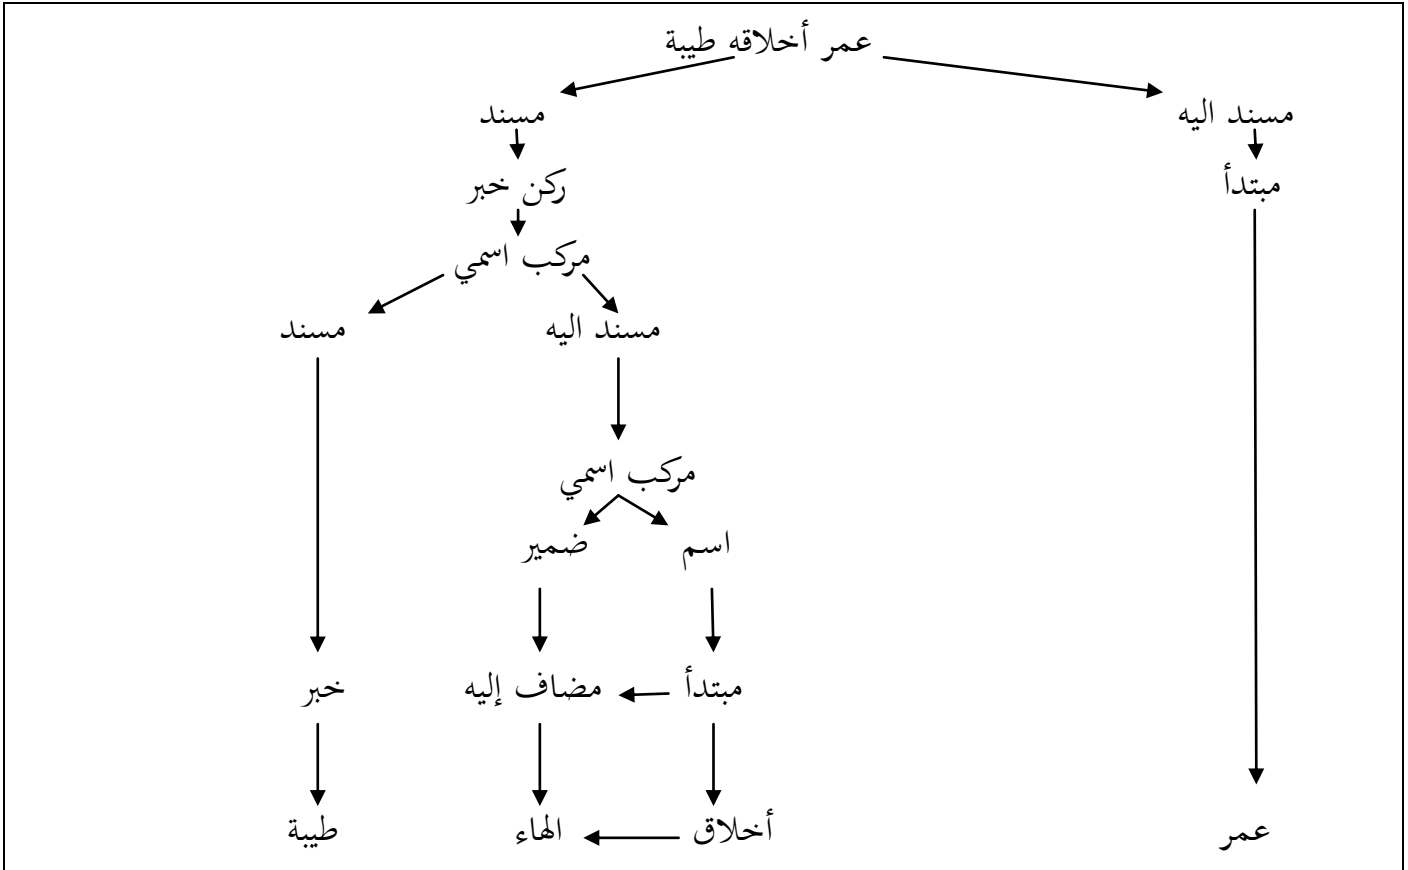 عمر أخلاقه طيبة
مسند اليه مسند
مبتدأ ركن خبر
مركب اسمي
مسند اليه مسند
مركب اسمي
اسم ضمير
مبتدأ مضاف إليه خبر
عمر أخلاق الهاء طيبة